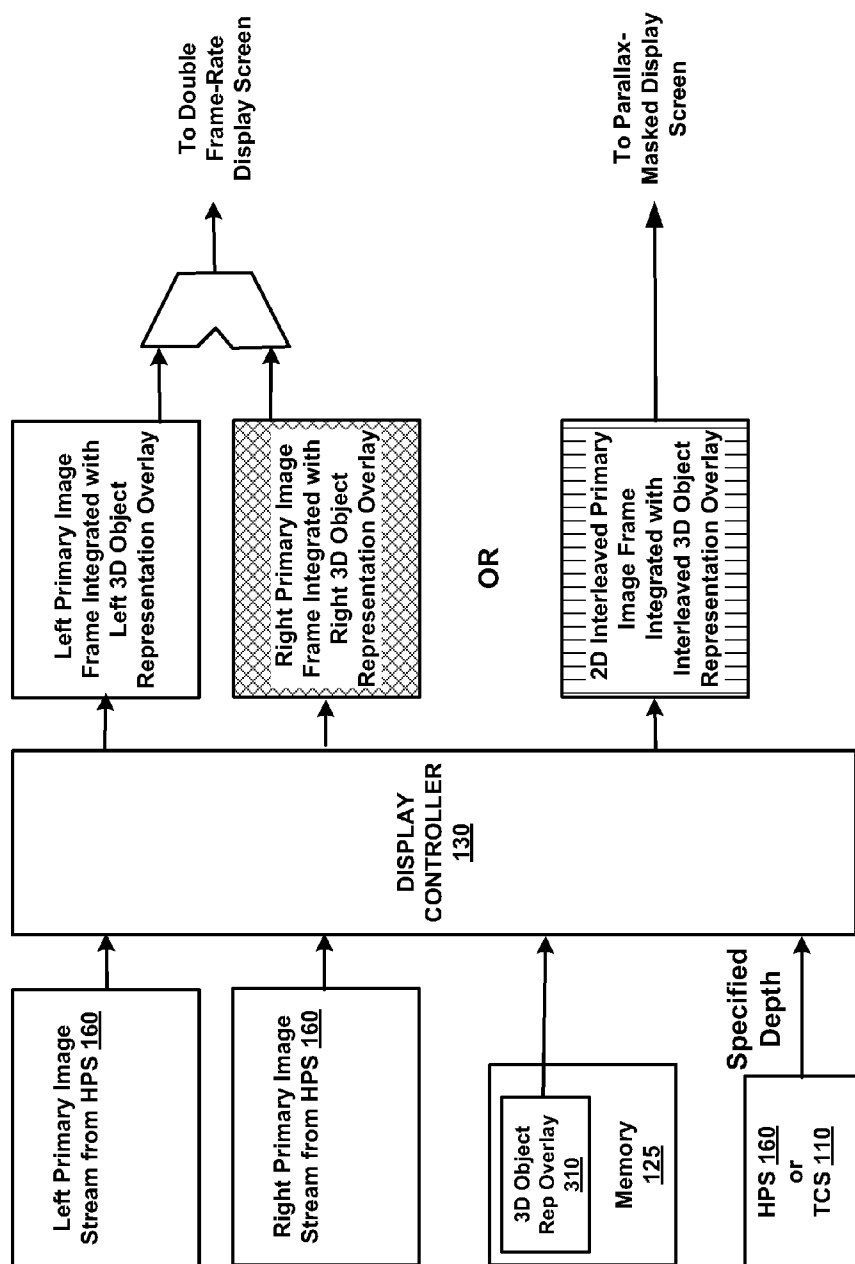 Left Primary Image
Stream from HPS 160
Right Primary Image
Stream from HPS 160
3D Object
Rep Overlay
310
Memory
125
HPS 160
or
TCS 110
Specified
Depth
DISPLAY
CONTROLLER
130
Left Primary Image
Frame Integrated with
Left 3D Object
Representation Overlay
Right Primary Image
Frame Integrated with
Right 3D Object
Representation Overlay
OR
2D Interleaved Primary
Image Frame
Integrated with
Interleaved 3D Object
Representation Overlay
To Double
Frame-Rate
Display Screen
To Parallax-
Masked Display
Screen